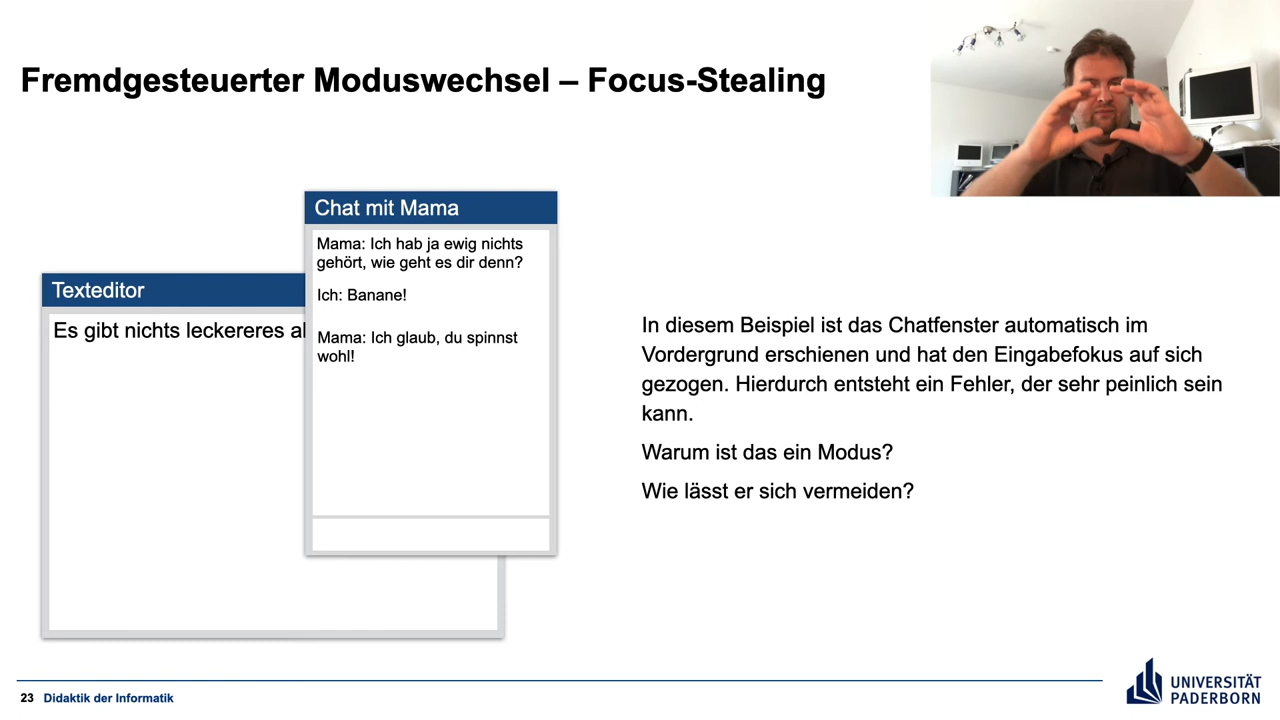 Fremdgesteuerter Moduswechsel – Focus-Stealing
Chat mit Mama
Mama: Ich hab ja ewig nichts
gehört, wie geht es dir denn?
Ich: Banane!
Mama: Ich glaub, du spinnst
wohl!
Texteditor
Es gibt nichts leckereres al
In diesem Beispiel ist das Chatfenster automatisch im
Vordergrund erschienen und hat den Eingabefokus auf sich
gezogen. Hierdurch entsteht ein Fehler, der sehr peinlich sein
kann.
Warum ist das ein Modus?
Wie lässt er sich vermeiden?
23 Didaktik der Informatik
UNIVERSITÄT
PADERBORN